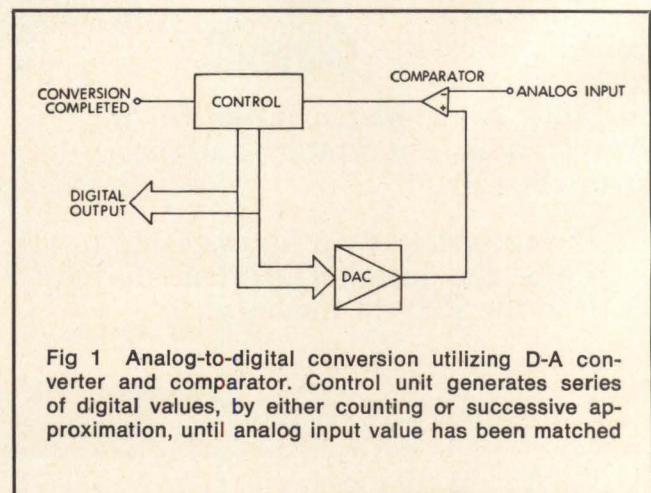 COMPARATOR
CONVERSION
COMPLETED
CONTROL
-
+
ANALOG INPUT
DIGITAL
OUTPUT
DAC
Fig 1 Analog-to-digital conversion utilizing D-A con-
verter and comparator. Control unit generates series
of digital values, by either counting or successive ap-
proximation, until analog input value has been matched